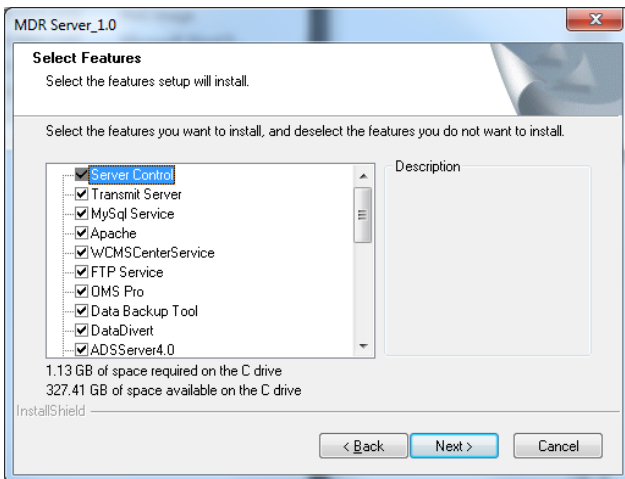 MDR Server_1.0
Select Features
Select the features setup will install.
Select the features you want to install, and deselect the features you do not want to install.
Server Control
Transmit Server
MySql Service
Apache
WCMSCenterService
FTP Service
OMS Pro
Data Backup Tool
DataDivert
ADSServer4.0
Description
1.13 GB of space required on the C drive
327.41 GB of space available on the C drive
InstallShield
< Back
Next >
Cancel